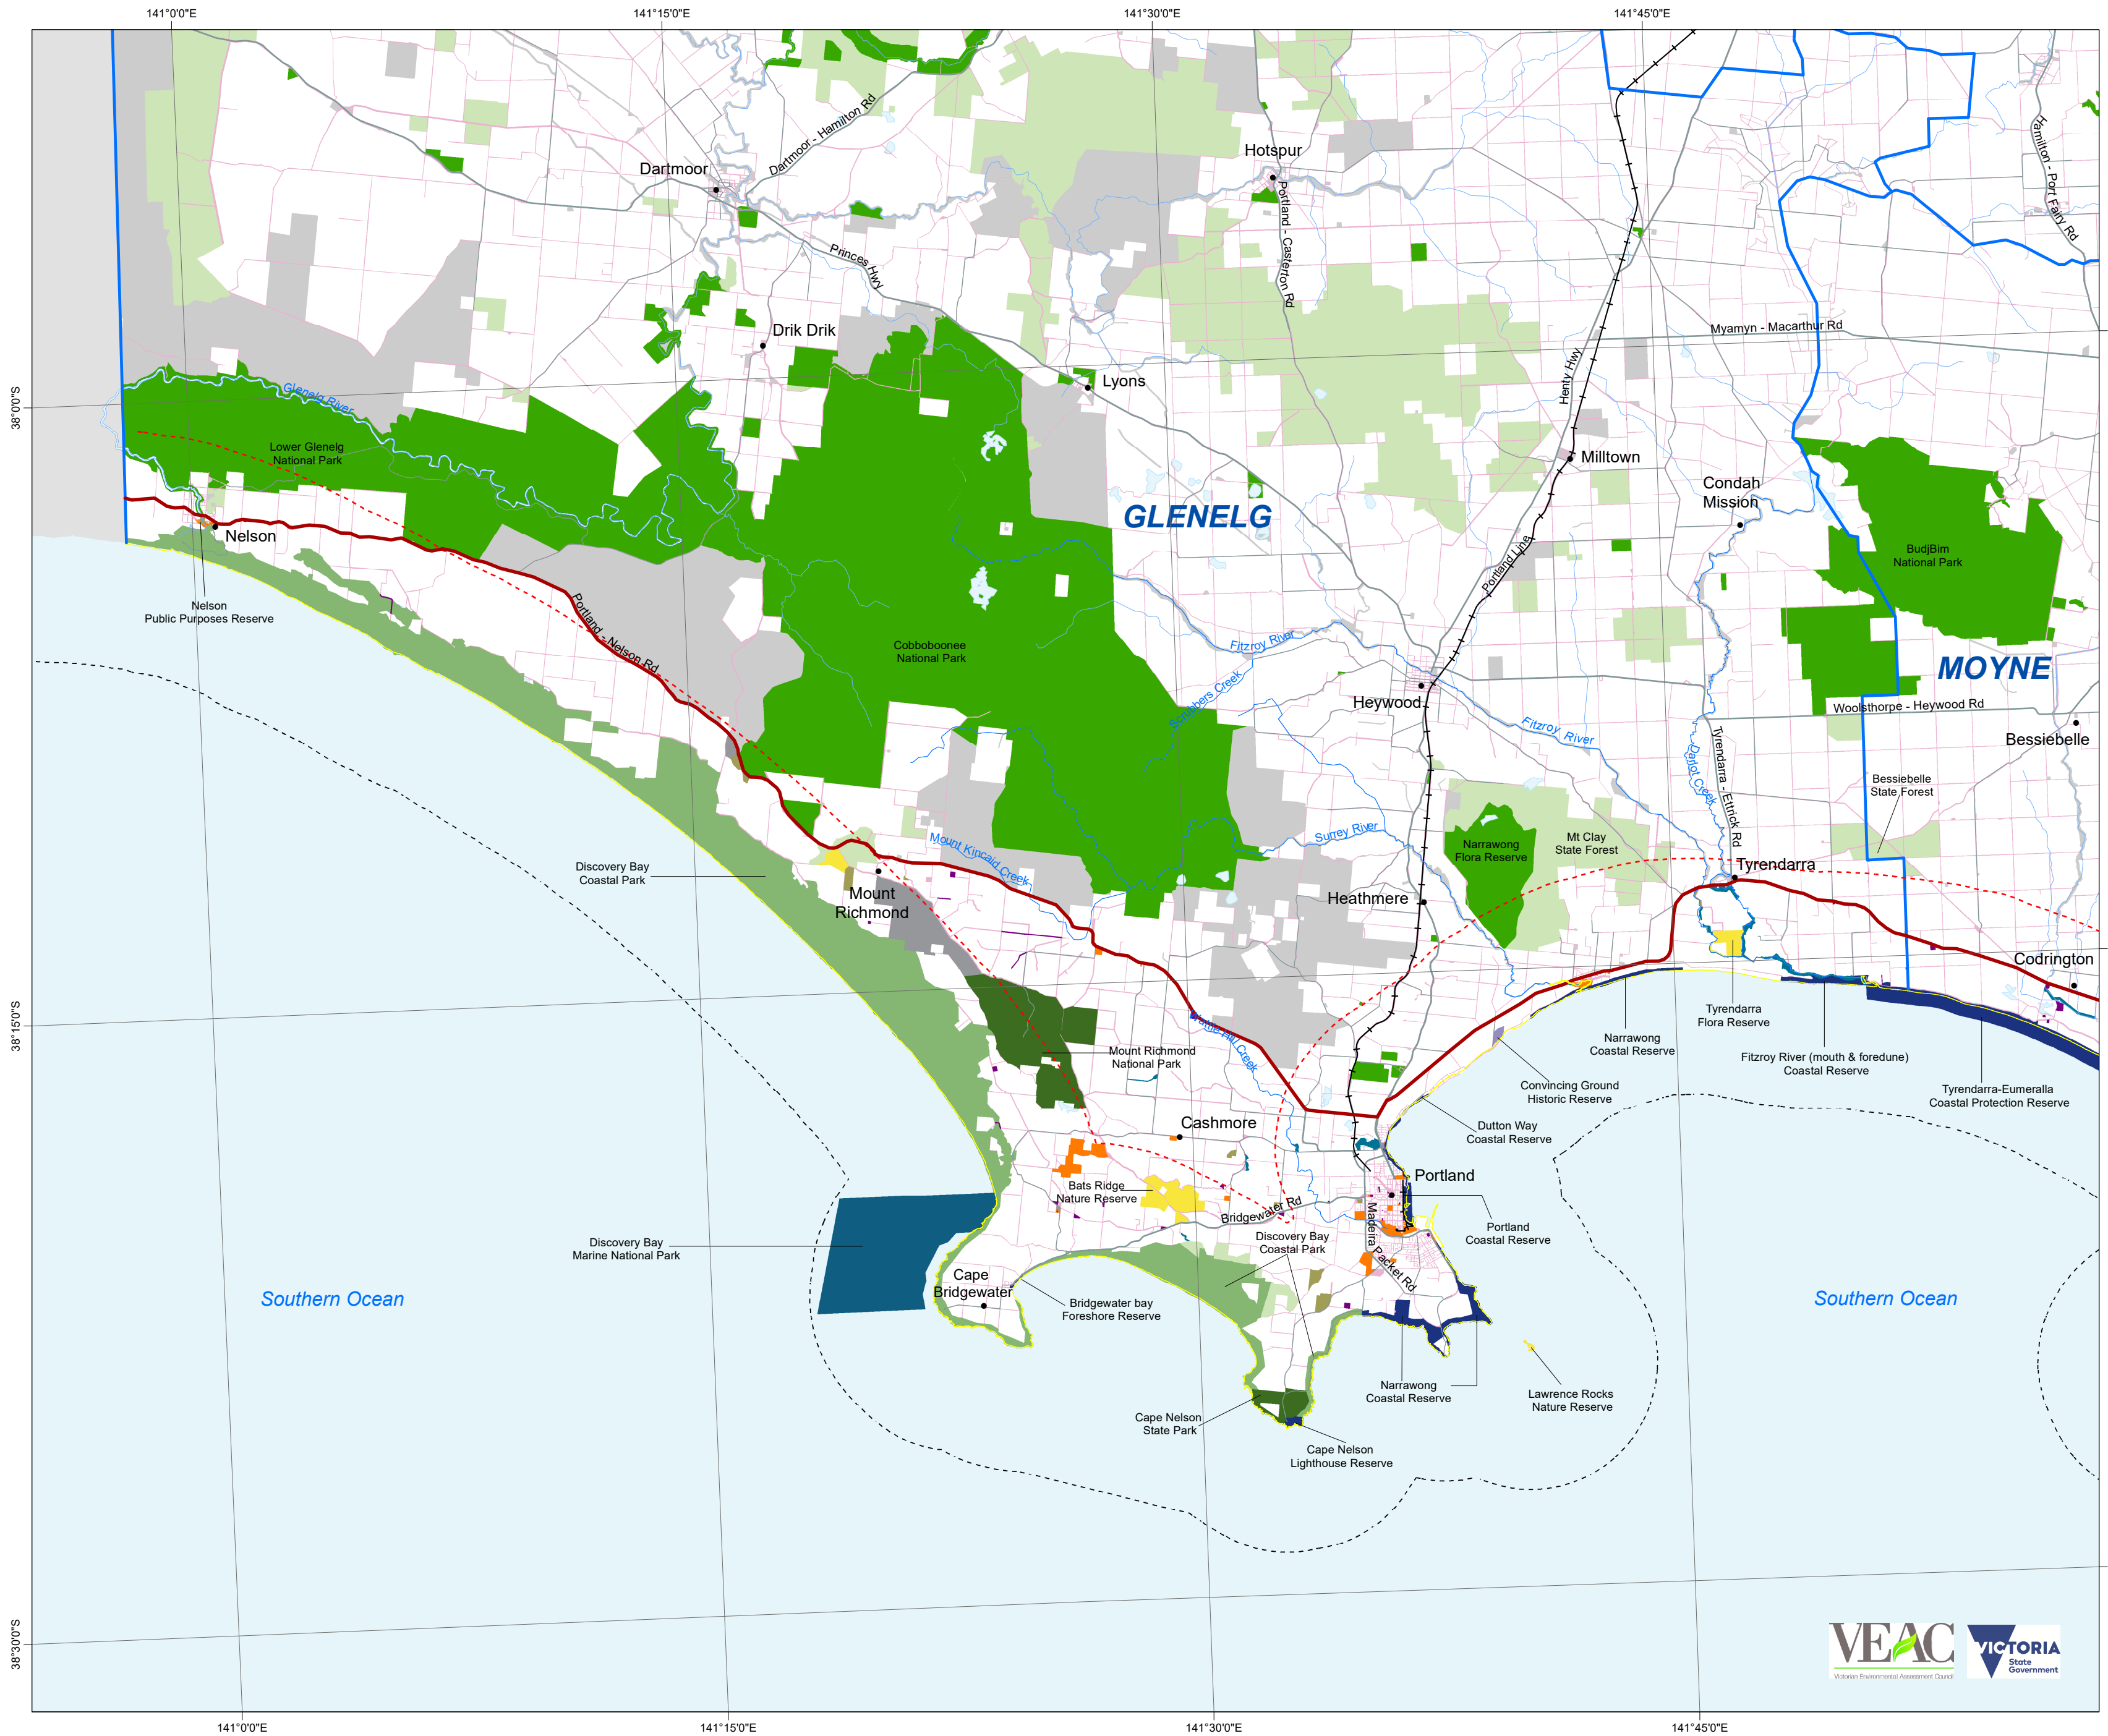 141°0'0"E
141°15'0"E
141°30'0"E
141°45'0"E
Dartmoor - Hamilton Rd
Hamilton - Port Fairy Rd
Hotspur
Dartmoor
Portland - Casterton Rd
Princes Hwy
Drik Drik
Myamyn - Macarthur Rd
Henty Hwy
Lyons
38°0'0"S
Glenelg River
Lower Glenelg
National Park
Milltown
Condah
Mission
GLENELG
Nelson
BudjBim
National Park
Portland Line
Nelson
Public Purposes Reserve
Portland - Nelson Rd
Cobboboonee
National Park
Fitzroy River
MOYNE
Scrubbers Creek
Heywood
Woolsthorpe - Heywood Rd
Fitzroy River
Bessiebelle
Darlot Creek
Tyrendarra - Ettrick Rd
Bessiebelle
State Forest
Surrey River
Mt Clay
State Forest
Narrawong
Flora Reserve
Mount Kincaid Creek
Tyrendarra
Discovery Bay
Coastal Park
Mount
Richmond
Heathmere
Codrington
38°15'0"S
Tyrendarra
Flora Reserve
Wattle Hill Creek
Narrawong
Coastal Reserve
Mount Richmond
National Park
Fitzroy River (mouth & foredune)
Coastal Reserve
Convincing Ground
Historic Reserve
Tyrendarra-Eumeralla
Coastal Protection Reserve
Cashmore
Dutton Way
Coastal Reserve
Portland
Bats Ridge
Nature Reserve
Bridgewater Rd
Madeira Packet Rd
Portland
Coastal Reserve
Discovery Bay
Coastal Park
Discovery Bay
Marine National Park
Cape
Bridgewater
Bridgewater bay
Foreshore Reserve
Southern Ocean
Southern Ocean
Narrawong
Coastal Reserve
Lawrence Rocks
Nature Reserve
Cape Nelson
State Park
Cape Nelson
Lighthouse Reserve
38°30'0"S
VEAC
Victorian Environmental Assessment Council
VICTORIA
State
Government
141°0'0"E
141°15'0"E
141°30'0"E
141°45'0"E